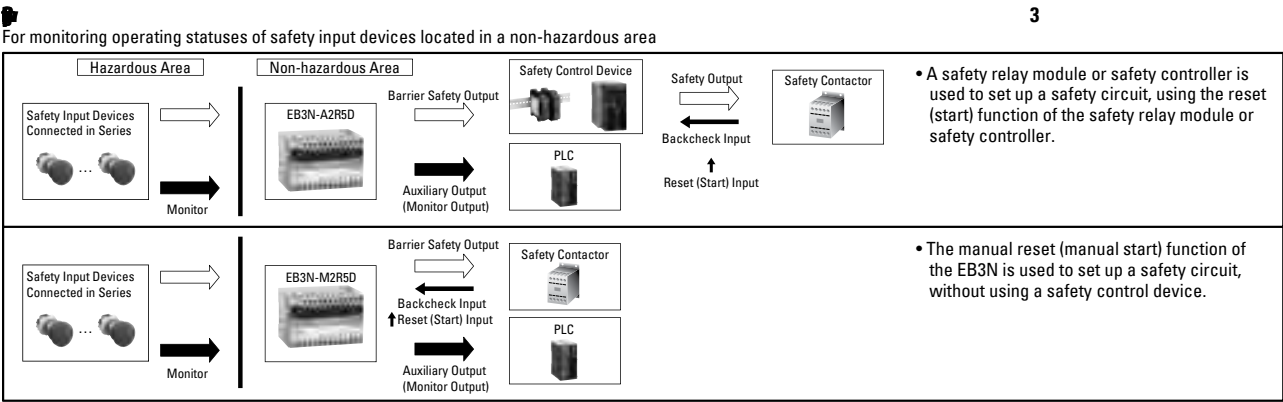 3
For monitoring operating statuses of safety input devices located in a non-hazardous area
Hazardous Area
Non-hazardous Area
Safety Input Devices
Connected in Series
...
Monitor
EB3N-A2R5D
Barrier Safety Output
Auxiliary Output
(Monitor Output)
Safety Control Device
PLC
Safety Output
Backcheck Input
Reset (Start) Input
Safety Contactor
• A safety relay module or safety controller is
used to set up a safety circuit, using the reset
(start) function of the safety relay module or
safety controller.
Safety Input Devices
Connected in Series
...
Monitor
EB3N-M2R5D
Barrier Safety Output
Backcheck Input
Reset (Start) Input
Auxiliary Output
(Monitor Output)
Safety Contactor
PLC
• The manual reset (manual start) function of
the EB3N is used to set up a safety circuit,
without using a safety control device.